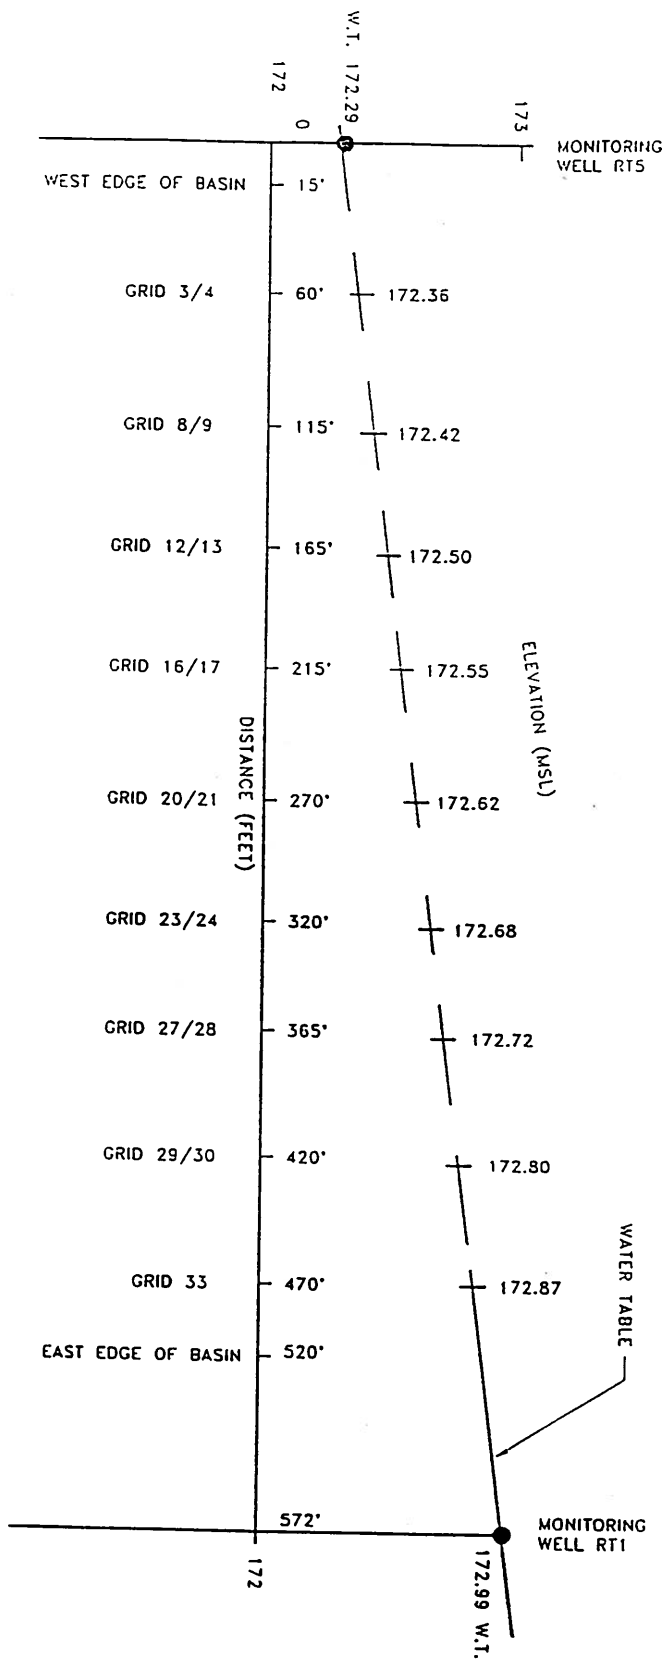 W.T. 172.29
172
0
173
MONITORING
WELL RT5
WEST EDGE OF BASIN
15'
GRID 3/4
60'
172.36
GRID 8/9
115'
172.42
GRID 12/13
165'
172.50
GRID 16/17
215'
172.55
ELEVATION (MSL)
DISTANCE (FEET)
GRID 20/21
270'
172.62
GRID 23/24
320'
172.68
GRID 27/28
365'
172.72
GRID 29/30
420'
172.80
WATER TABLE
GRID 33
470'
172.87
EAST EDGE OF BASIN
520'
572'
MONITORING
WELL RT1
172
172.99 W.T.